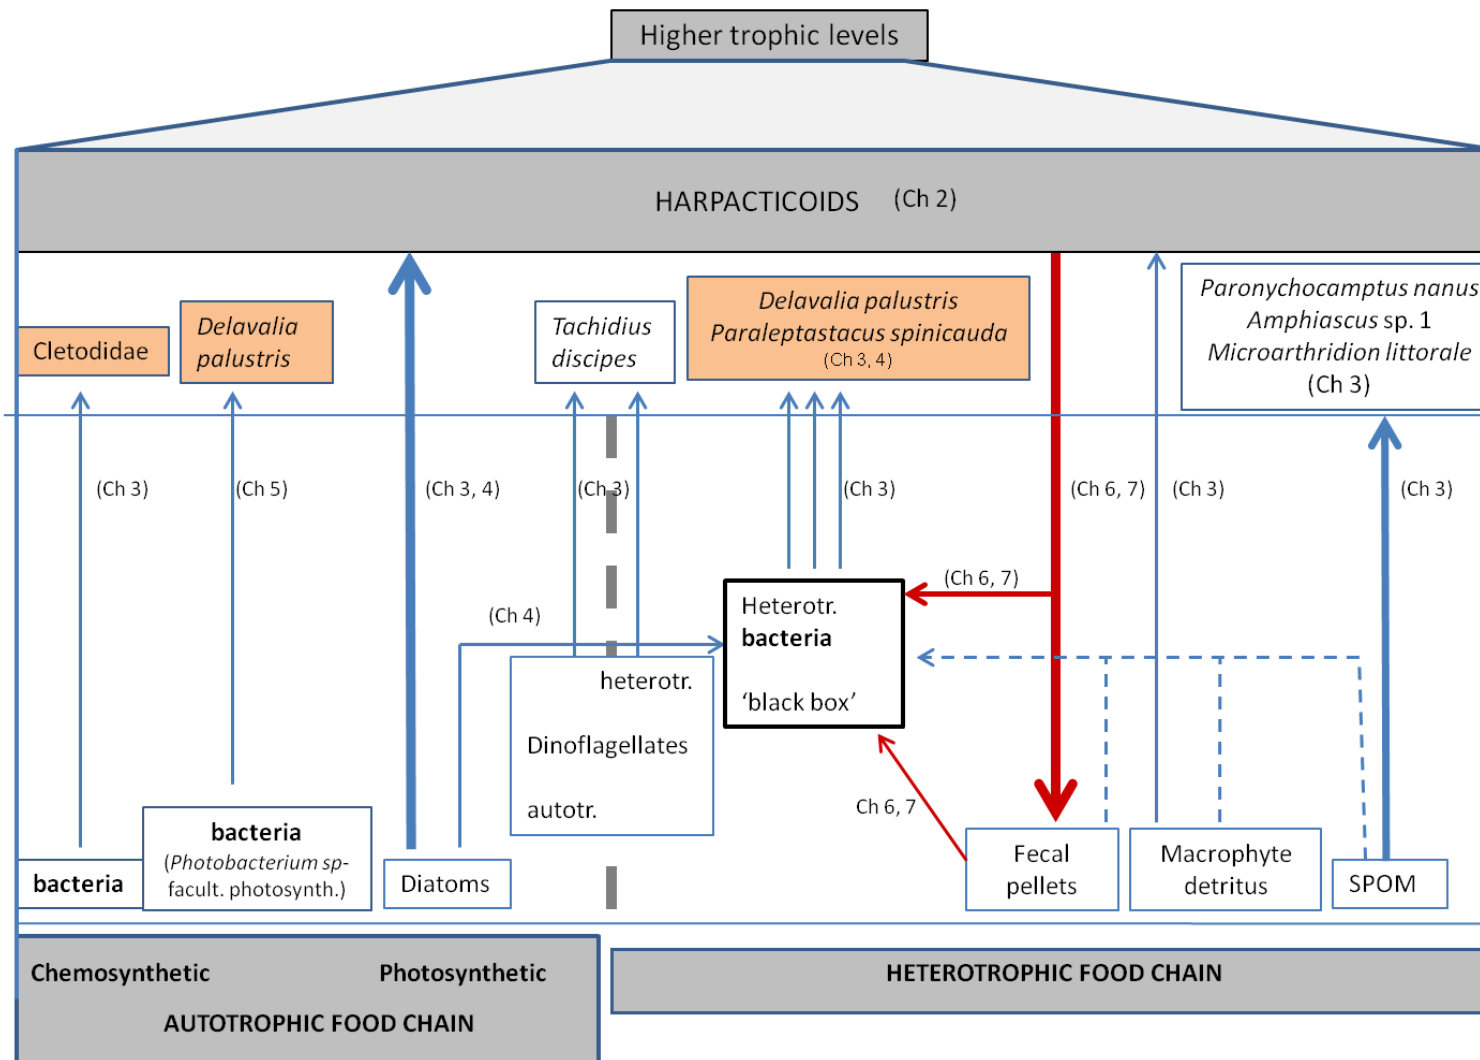 Higher trophic levels
HARPACTICOIDS (Ch 2)
Cletodidae
Delavalia
palustris
Tachidius
discipes
Delavalia palustris
Paraleptastacus spinicauda
(Ch 3, 4)
Paronychocamptus nanus
Amphiascus sp. 1
Microarthridion littorale
(Ch 3)
(Ch 3)
(Ch 5)
(Ch 3, 4)
(Ch 3)
(Ch 3)
(Ch 6, 7)
(Ch 3)
(Ch 3)
(Ch 6, 7)
(Ch 4)
Heterotr.
bacteria
'black box'
heterotr.
Dinoflagellates
autotr.
Ch 6, 7
bacteria
bacteria
(Photobacterium sp-
facult. photosynth.)
Diatoms
Fecal
pellets
Macrophyte
detritus
SPOM
Chemosynthetic Photosynthetic
AUTOTROPHIC FOOD CHAIN
HETEROTROPHIC FOOD CHAIN